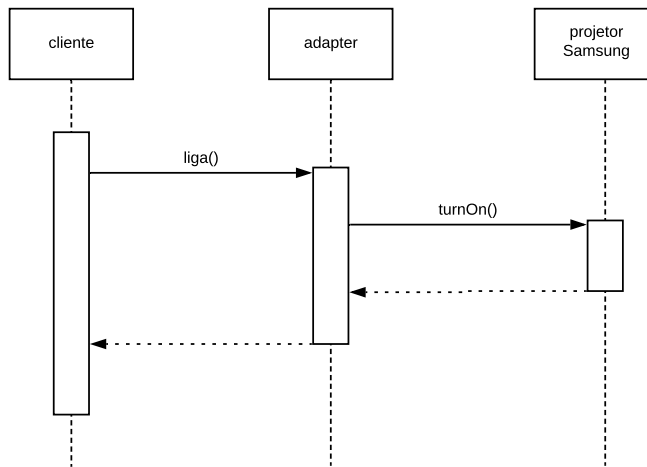 cliente
adapter
projetor
Samsung
liga()
turnOn()